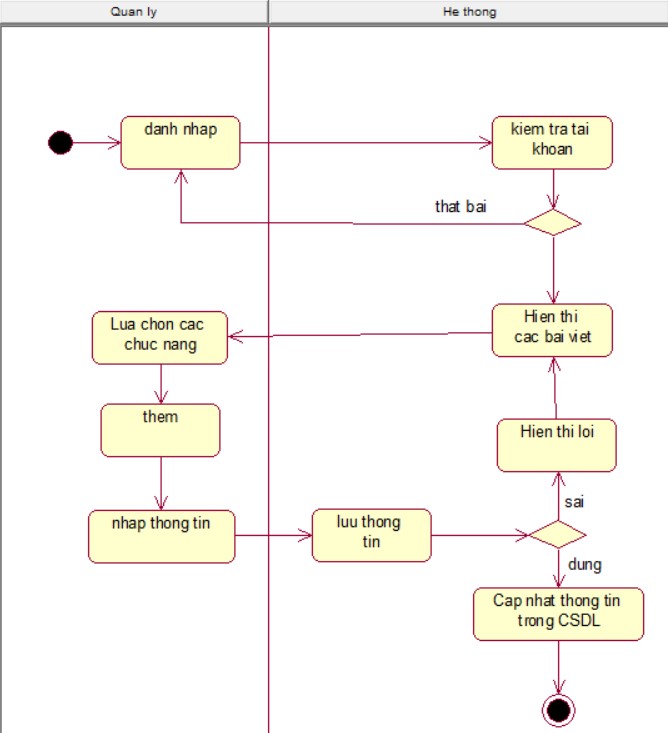 Quan ly
He thong
danh nhap
kiem tra tai
khoan
that bai
Hien thi
cac bai viet
Lua chon cac
chuc nang
them
Hien thi loi
sai
nhap thong tin
luu thong
tin
dung
Cap nhat thong tin
trong CSDL